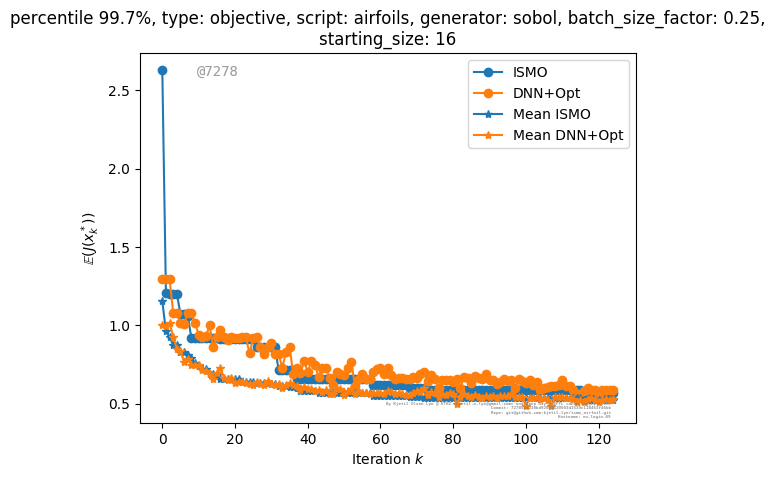 percentile 99.7%, type: objective, script: airfoils, generator: sobol, batch_size_factor: 0.25,
starting_size: 16
@7278
ISMO
DNN+Opt
Mean ISMO
Mean DNN+Opt
2.5
2.0
1.5
1.0
0.5
𝔼(J(x*ₖ))
0
20
40
60
80
100
120
Iteration k